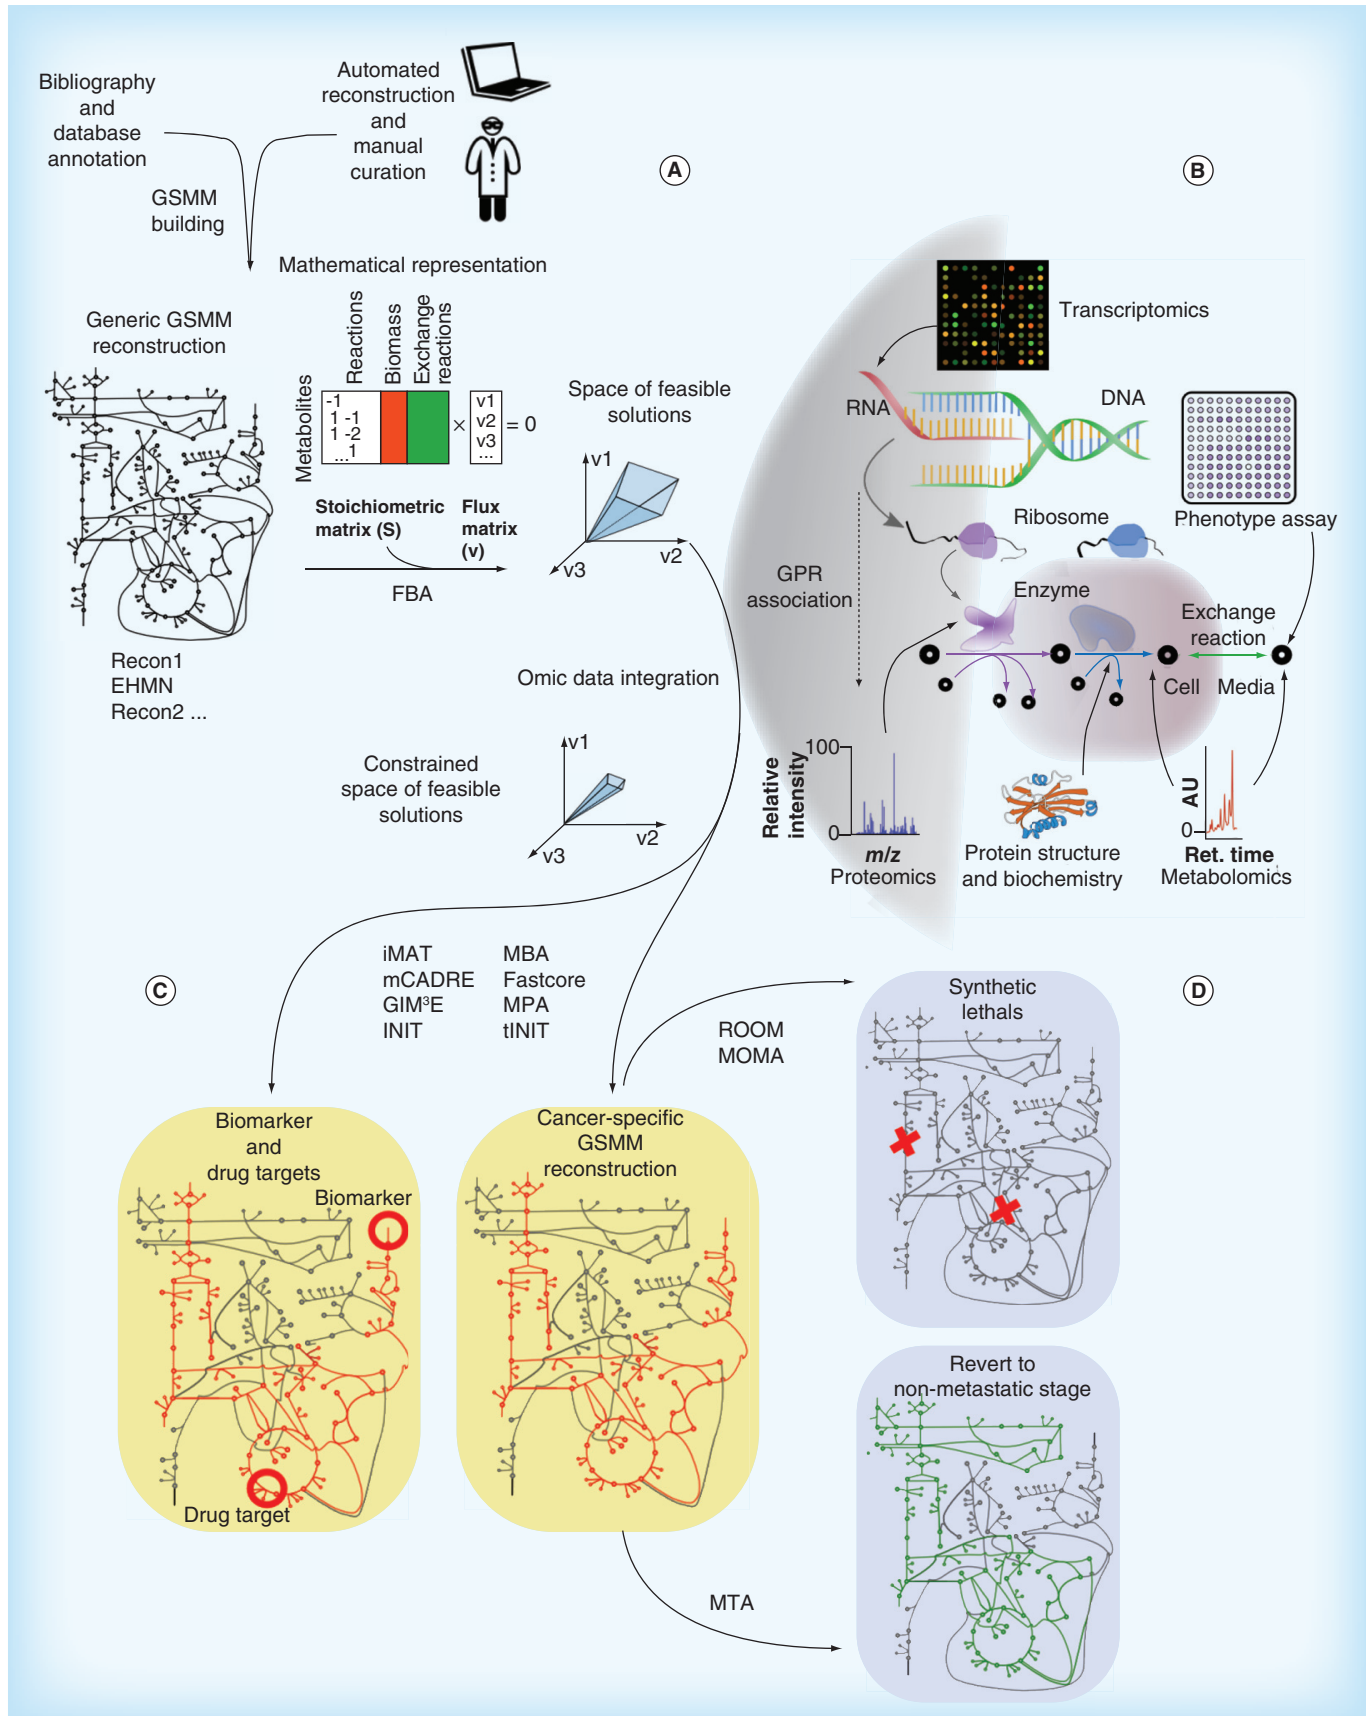 Bibliography
and
database
annotation
Automated
reconstruction
and
manual
curation
GSMM
building
A
B
Mathematical representation
Generic GSMM
reconstruction
Metabolites
Reactions
Biomass
Exchange
reactions
-1
1 -1
1 -2
...1
×
v1
v2
v3
...
= 0
Stoichiometric
matrix (S)
Flux
matrix
(v)
FBA
Space of feasible
solutions
v1
v2
v3
Recon1
EHMN
Recon2 ...
Omic data integration
Constrained
space of feasible
solutions
v1
v2
v3
Transcriptomics
RNA
DNA
Phenotype assay
Ribosome
GPR
association
Enzyme
Exchange
reaction
Cell
Media
100
0
Relative
intensity
m/z
Proteomics
Protein structure
and biochemistry
AU
0
Ret. time
Metabolomics
C
iMAT
mCADRE
GIM³E
INIT
MBA
Fastcore
MPA
tINIT
ROOM
MOMA
D
Synthetic
lethals
Biomarker
and
drug targets
Biomarker
Drug target
Cancer-specific
GSMM
reconstruction
Revert to
non-metastatic stage
MTA